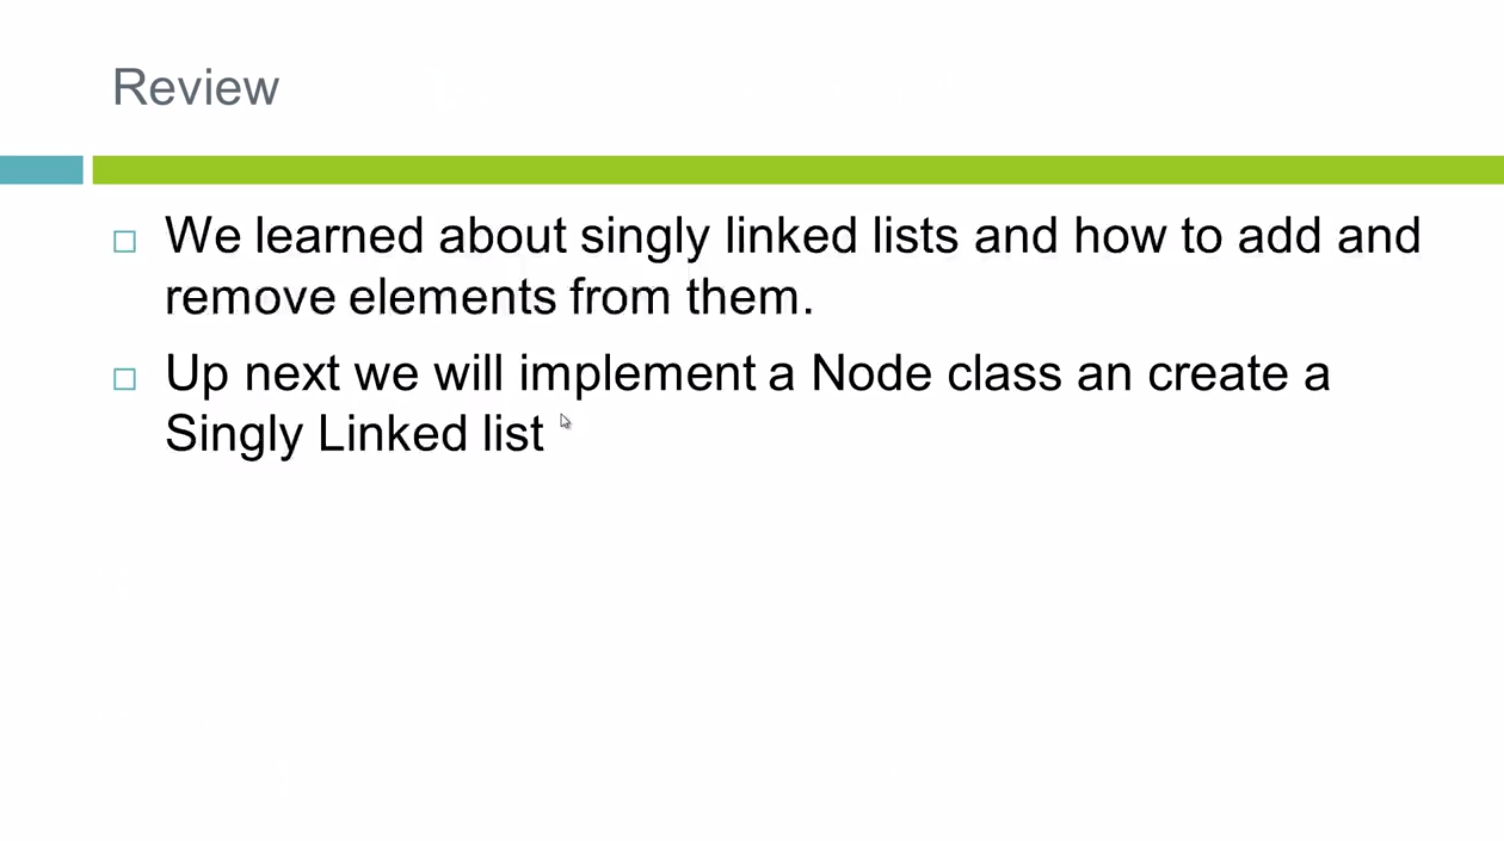 Review
We learned about singly linked lists and how to add and
remove elements from them.
Up next we will implement a Node class an create a
Singly Linked list